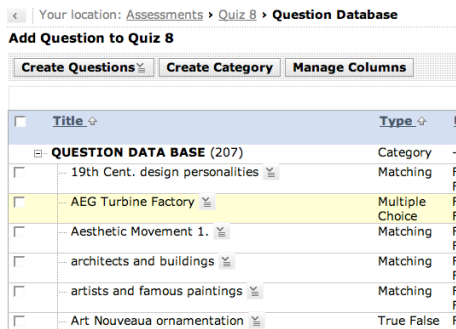 Your location: Assessments › Quiz 8 › Question Database
Add Question to Quiz 8
Create Questions Create Category Manage Columns
Title Type
QUESTION DATA BASE (207) Category -
19th Cent. design personalities Matching F
F
AEG Turbine Factory Multiple Choice F
F
Aesthetic Movement 1. Matching F
F
architects and buildings Matching F
F
artists and famous paintings Matching F
F
Art Nouveaua ornamentation True False F